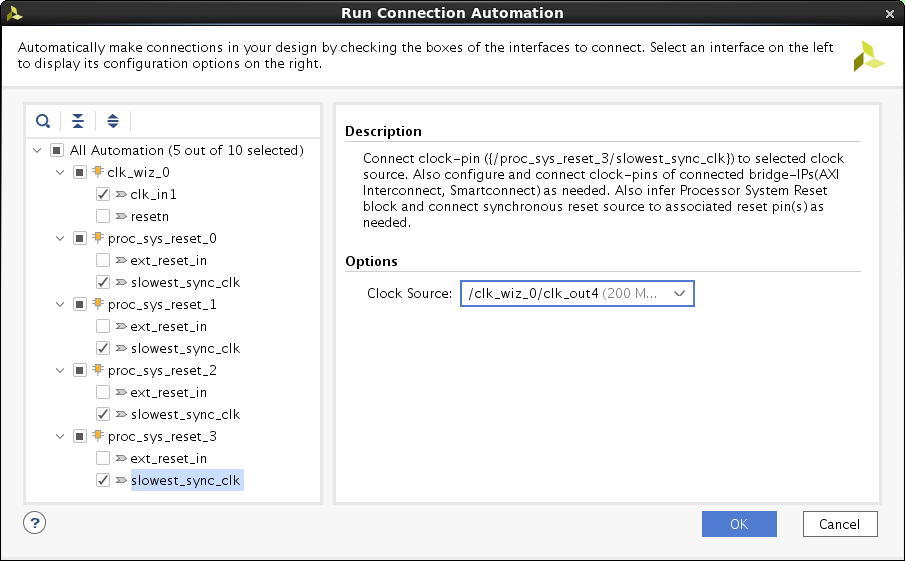 Run Connection Automation
Automatically make connections in your design by checking the boxes of the interfaces to connect. Select an interface on the left
to display its configuration options on the right.
All Automation (5 out of 10 selected)
clk_wiz_0
clk_in1
resetn
proc_sys_reset_0
ext_reset_in
slowest_sync_clk
proc_sys_reset_1
ext_reset_in
slowest_sync_clk
proc_sys_reset_2
ext_reset_in
slowest_sync_clk
proc_sys_reset_3
ext_reset_in
slowest_sync_clk
Description
Connect clock-pin ({/proc_sys_reset_3/slowest_sync_clk}) to selected clock
source. Also configure and connect clock-pins of connected bridge-IPs(AXI
Interconnect, Smartconnect) as needed. Also infer Processor System Reset
block and connect synchronous reset source to associated reset pin(s) as
needed.
Options
Clock Source: /clk_wiz_0/clk_out4 (200 M...
?
OK
Cancel